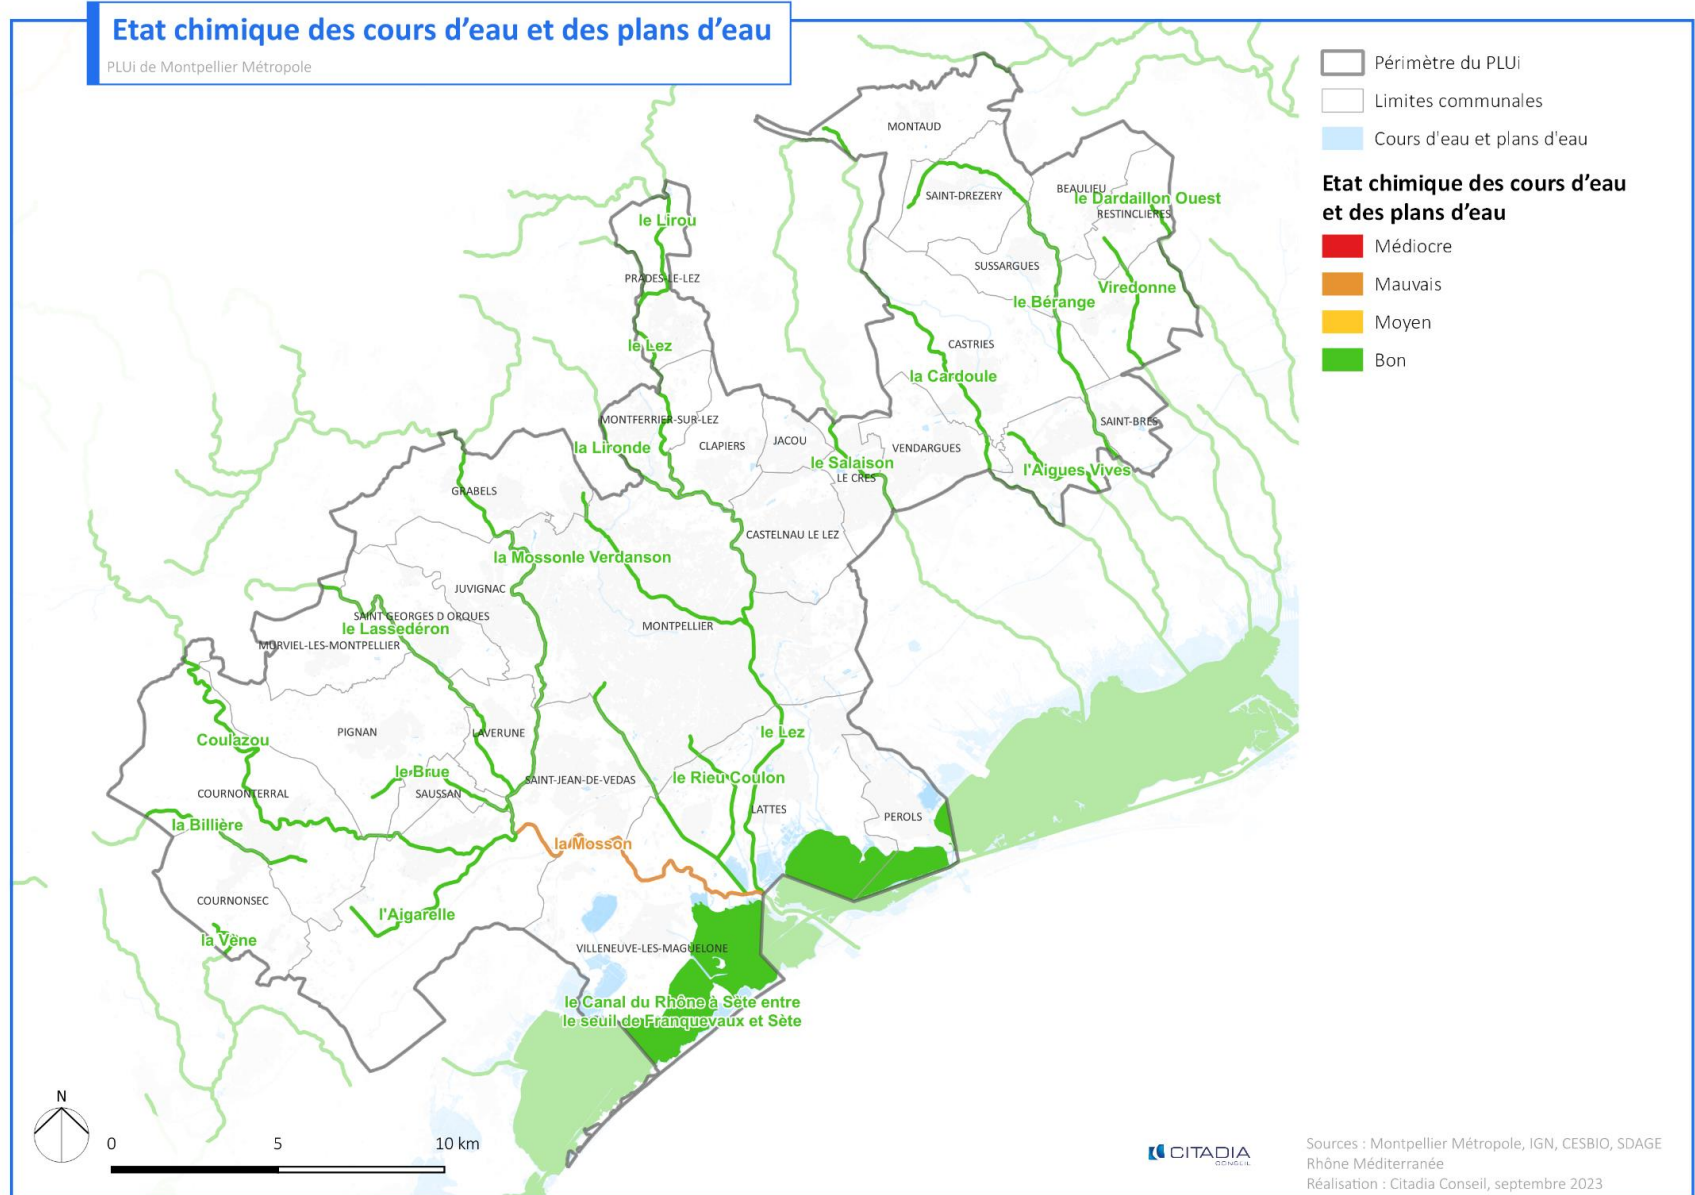 Etat chimique des cours d’eau et des plans d’eau
PLUi de Montpellier Métropole
Périmètre du PLUi
Limites communales
Cours d'eau et plans d'eau
Etat chimique des cours d’eau
et des plans d’eau
Médiocre
Mauvais
Moyen
Bon
MONTAUD
SAINT-DREZERY
BEAULIEU
le Dardaillon Ouest
RESTINCLIERES
le Lirou
PRADES-LE-LEZ
SUSSARGUES
Viredonne
le Bérange
le Lez
CASTRIES
la Cardoule
MONTFERRIER-SUR-LEZ
SAINT-BRES
la Lironde
CLAPIERS
JACOU
VENDARGUES
le Salaison
l'Aigues Vives
LE CRES
GRABELS
CASTELNAU LE LEZ
la Mosson
le Verdanson
JUVIGNAC
SAINT GEORGES D ORQUES
le Lassedéron
MONTPELLIER
MURVIEL-LES-MONTPELLIER
PIGNAN
LAVERUNE
le Lez
Coulazou
le Brue
SAINT-JEAN-DE-VEDAS
le Rieu Coulon
COURNONTERRAL
SAUSSAN
LATTES
PEROLS
la Billière
la Mosson
COURNONSEC
l'Aigarelle
la Vène
VILLENEUVE-LES-MAGUELONE
le Canal du Rhône à Sète entre
le seuil de Franquevaux et Sète
N
0 5 10 km
CITADIA
CONSEIL
Sources : Montpellier Métropole, IGN, CESBIO, SDAGE
Rhône Méditerranée
Réalisation : Citadia Conseil, septembre 2023